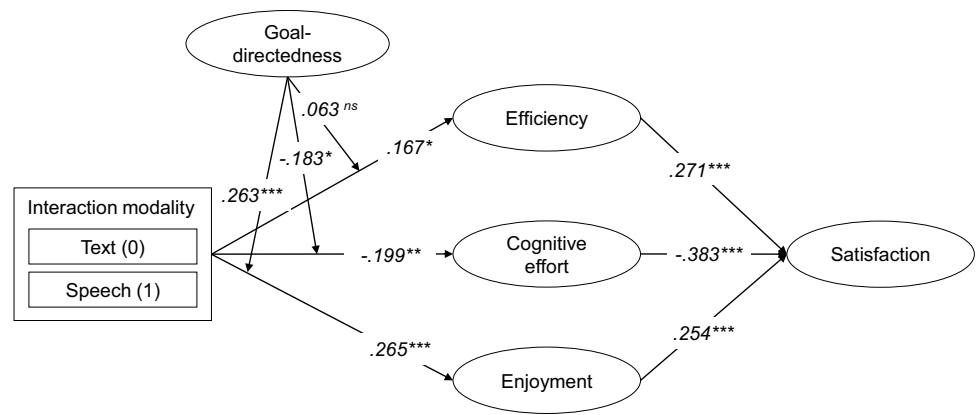 Goal-
directedness
.063 ns
Efficiency
.167*
-.183*
.271***
.263***
Interaction modality
Text (0)
Speech (1)
-.199**
Cognitive
effort
-.383***
Satisfaction
.265***
.254***
Enjoyment